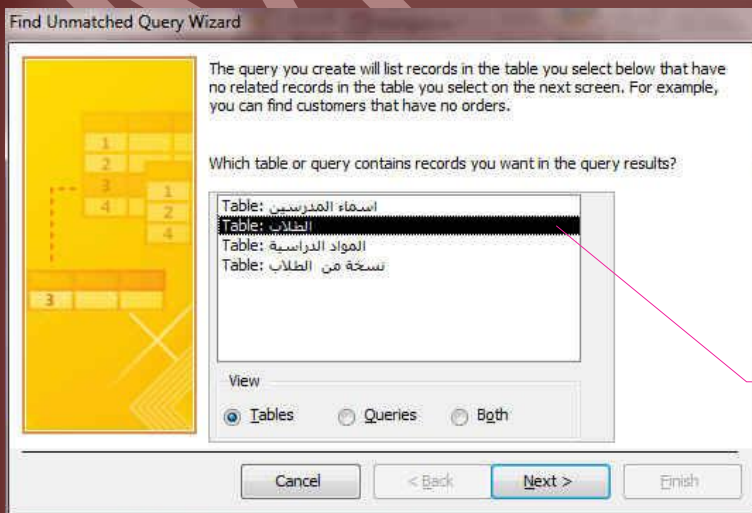 Find Unmatched Query Wizard
The query you create will list records in the table you select below that have
no related records in the table you select on the next screen. For example,
you can find customers that have no orders.
1
2
3
4
1
2
4
3
Which table or query contains records you want in the query results?
Table: اسماء المدرسين
Table: الطلاب
Table: المواد الدراسية
Table: نسخة من الطلاب
View
Tables Queries Both
Cancel < Back Next > Finish